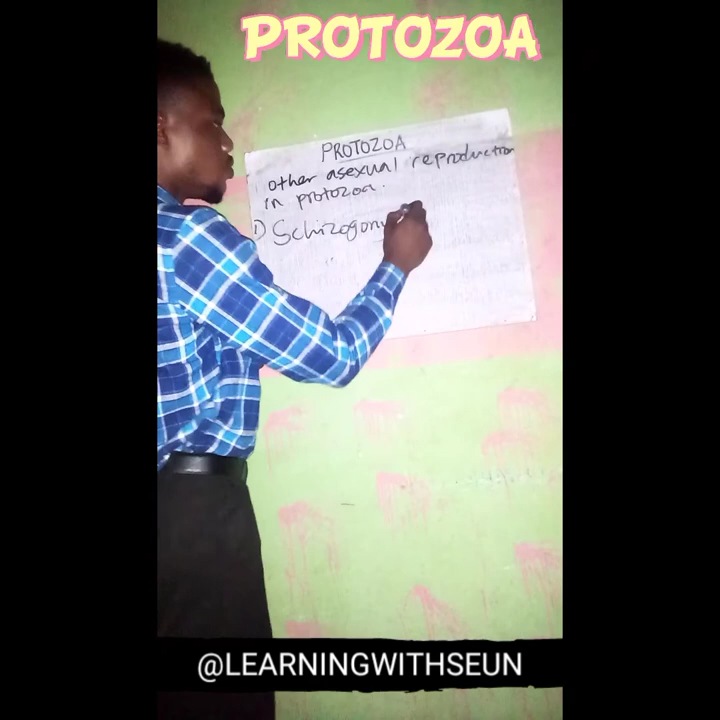 PROTOZOA
PROTOZOA
other asexual reproduction
in protozoa.
1) Schizogony
@LEARNINGWITHSEUN